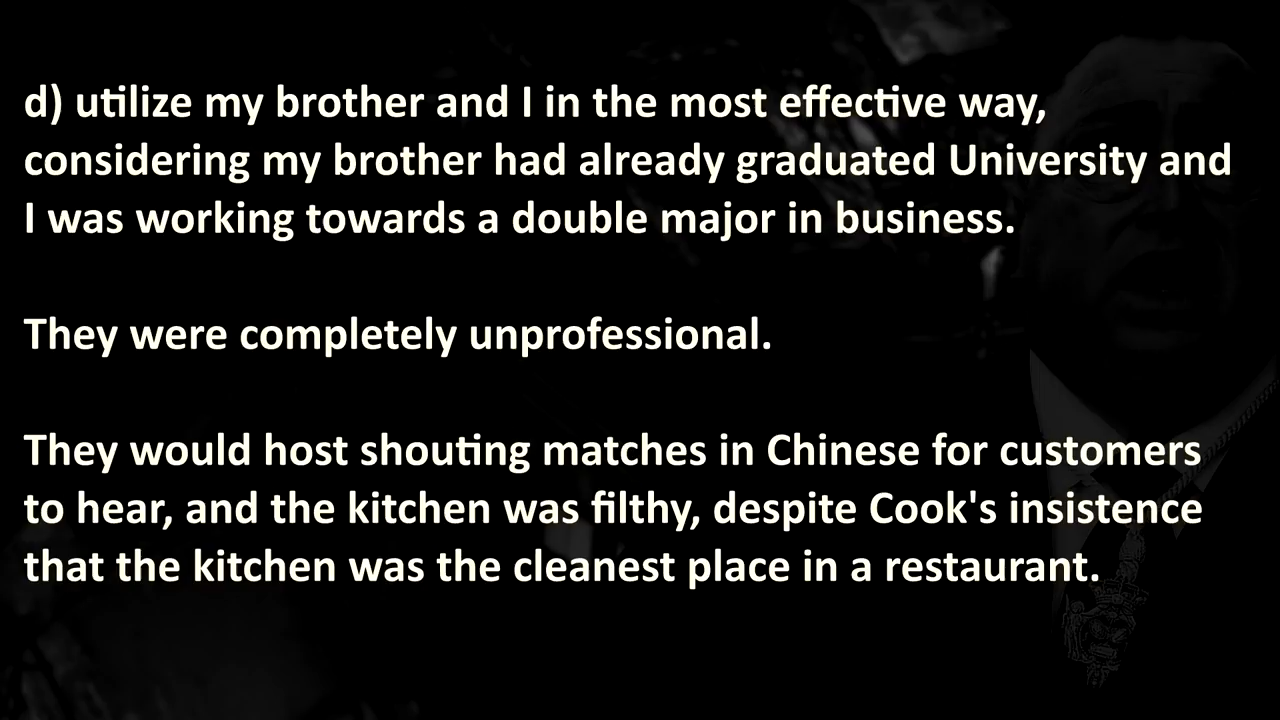 d) utilize my brother and I in the most effective way,
considering my brother had already graduated University and
I was working towards a double major in business.
They were completely unprofessional.
They would host shouting matches in Chinese for customers
to hear, and the kitchen was filthy, despite Cook's insistence
that the kitchen was the cleanest place in a restaurant.